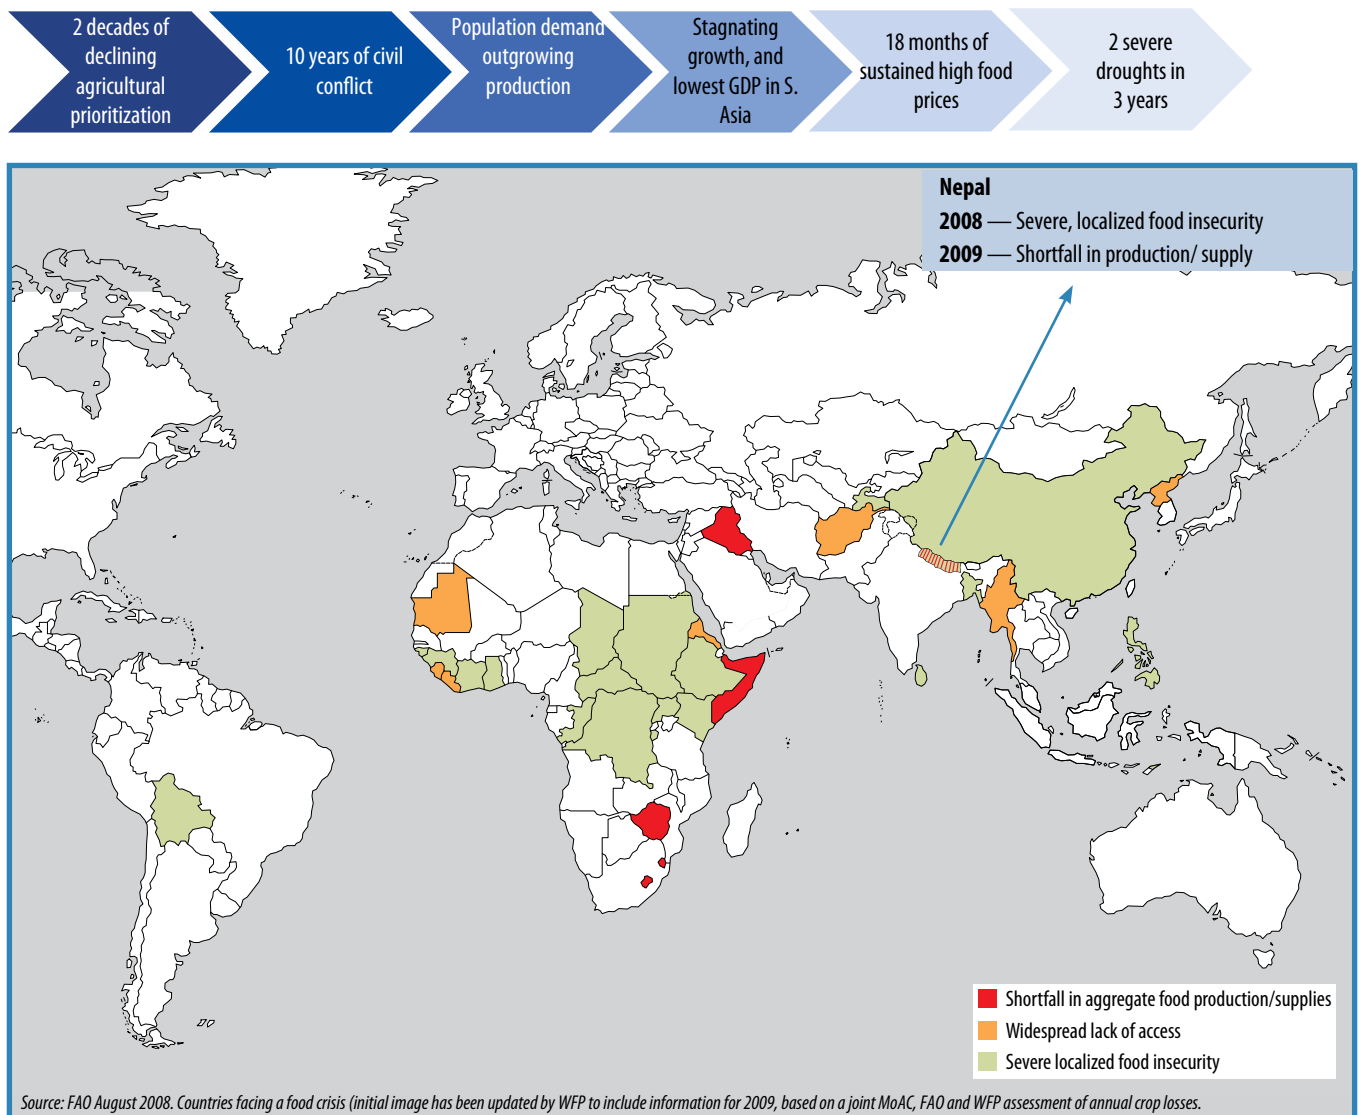 2 decades of
declining
agricultural
prioritization
10 years of civil
conflict
Population demand
outgrowing
production
Stagnating
growth, and
lowest GDP in S.
Asia
18 months of
sustained high food
prices
2 severe
droughts in
3 years
Nepal
2008 — Severe, localized food insecurity
2009 — Shortfall in production/ supply
Shortfall in aggregate food production/supplies
Widespread lack of access
Severe localized food insecurity
Source: FAO August 2008. Countries facing a food crisis (initial image has been updated by WFP to include information for 2009, based on a joint MoAC, FAO and WFP assessment of annual crop losses.